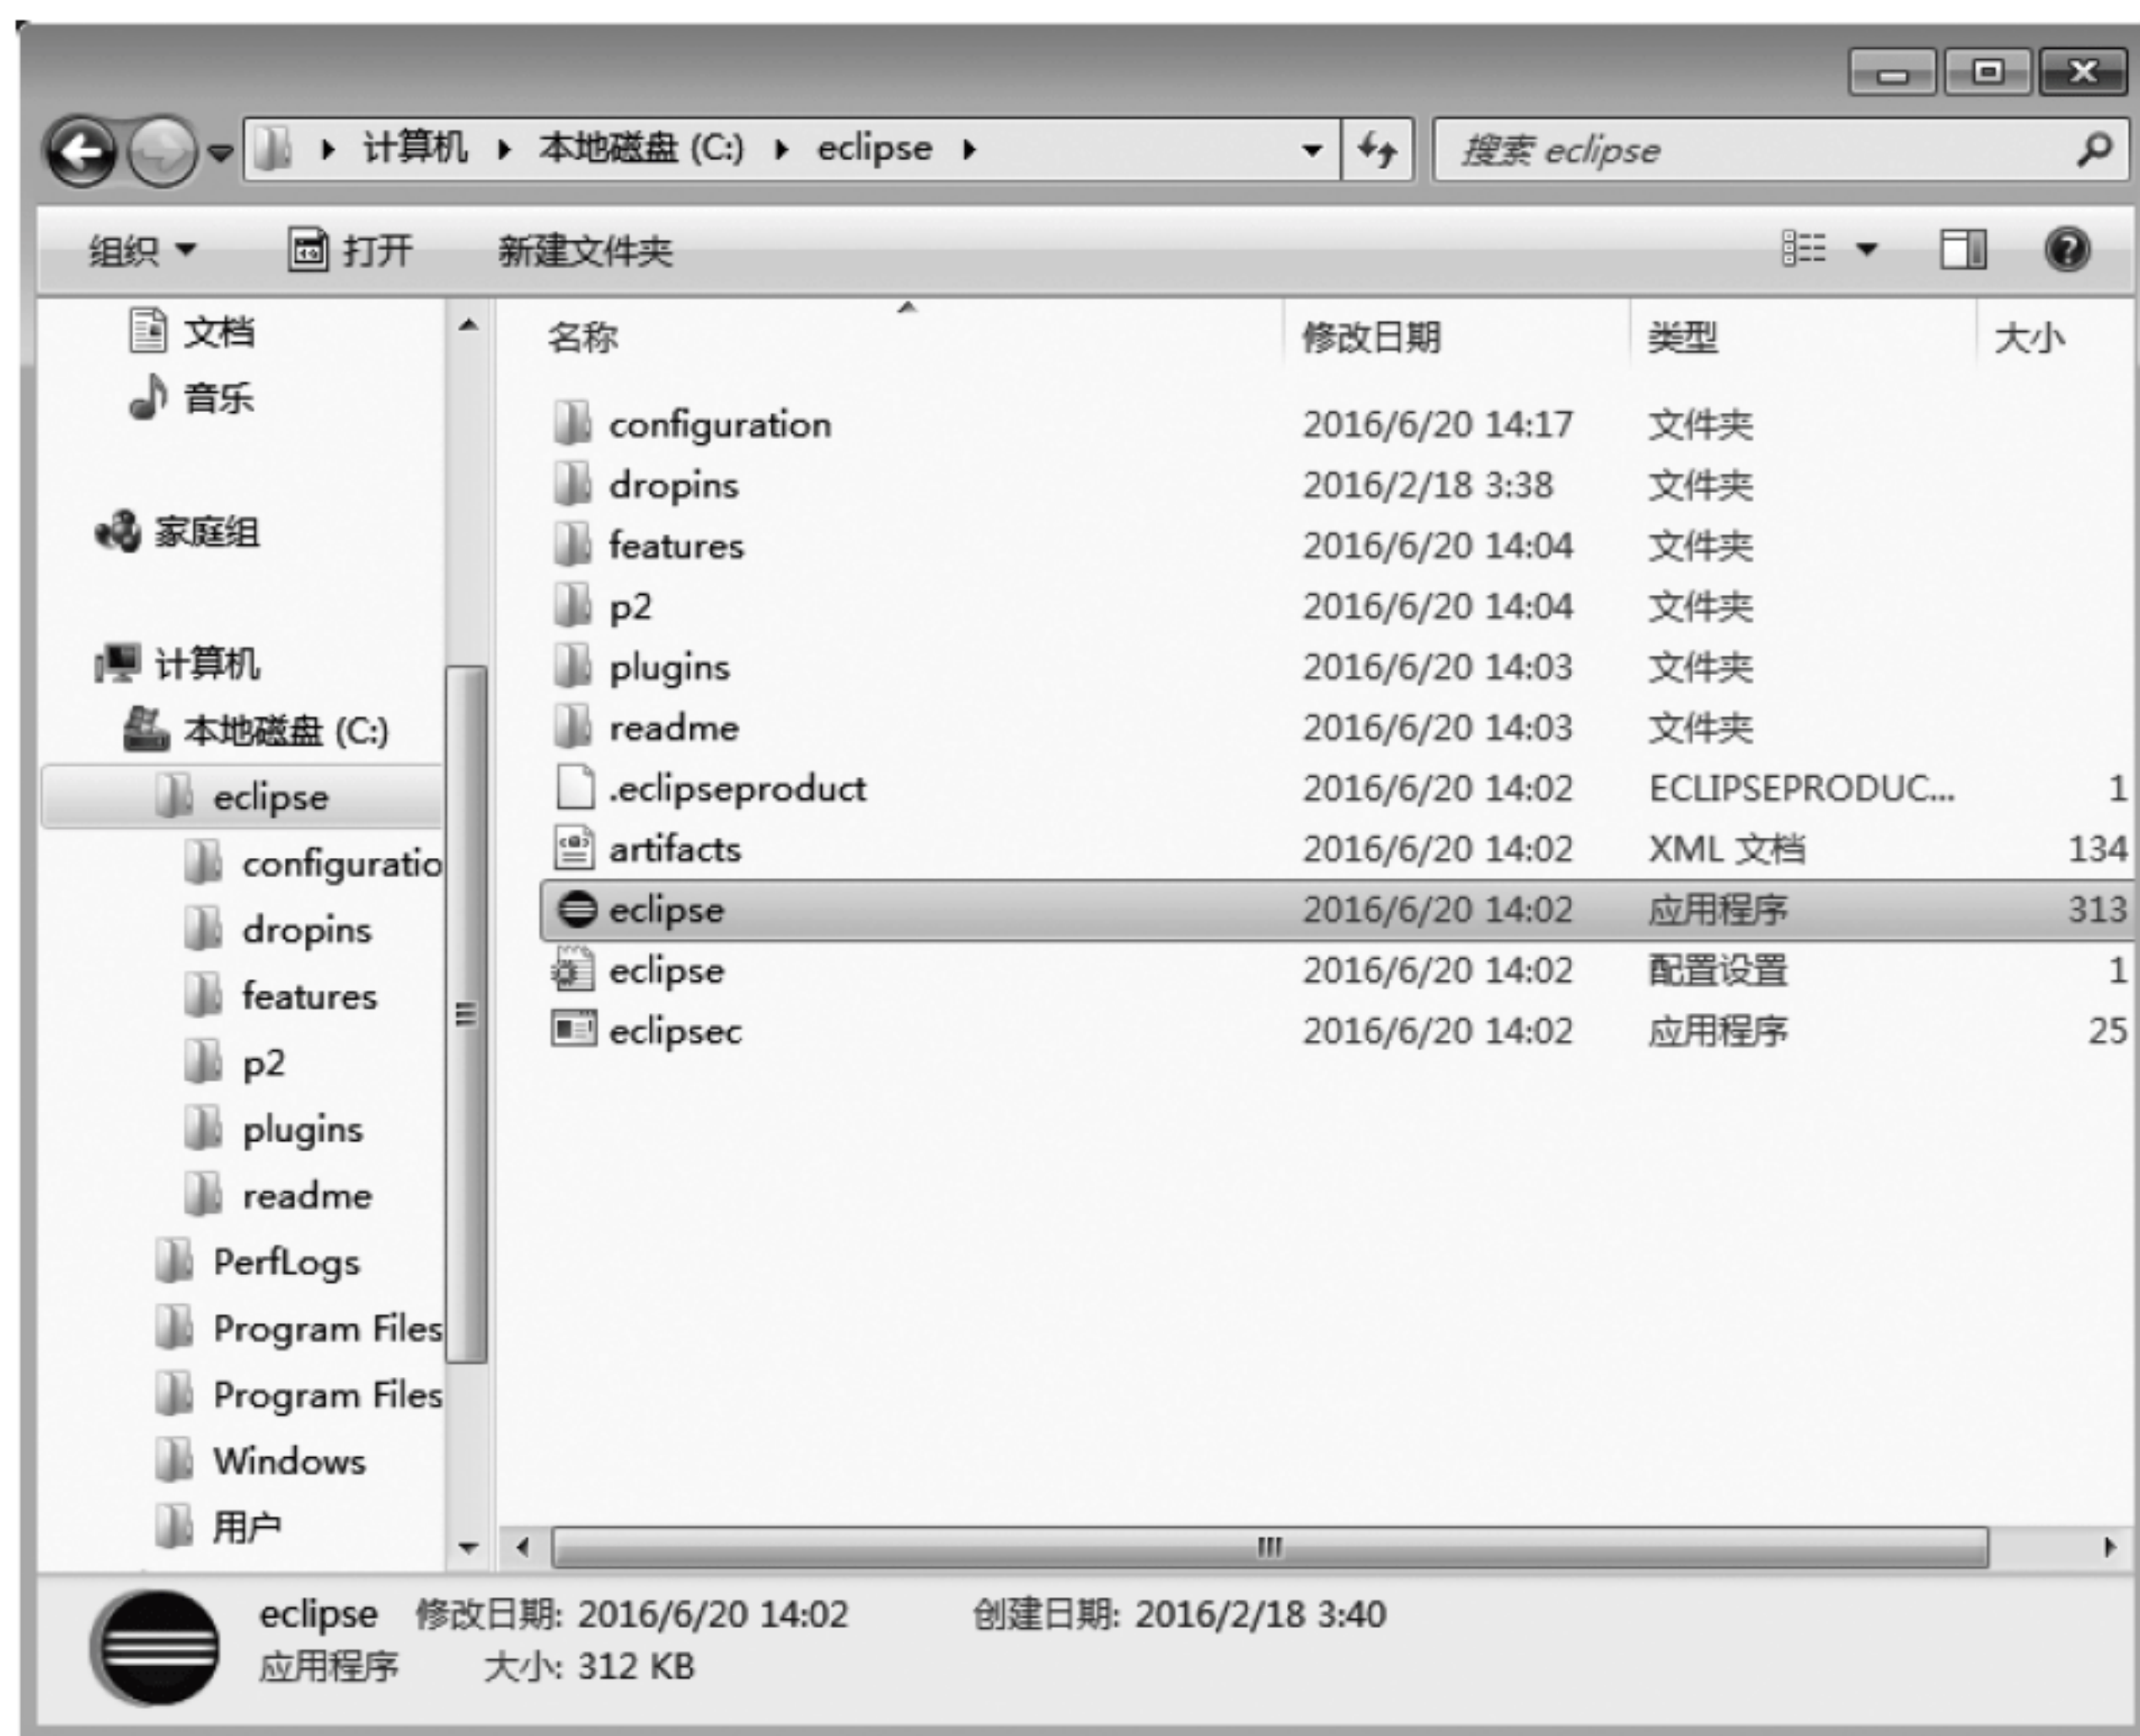 计算机 本地磁盘 (C:) eclipse 搜索 eclipse
组织 打开 新建文件夹
文档
音乐
家庭组
计算机
本地磁盘 (C:)
eclipse
configuratio
dropins
features
p2
plugins
readme
PerfLogs
Program Files
Program Files
Windows
用户
名称 修改日期 类型 大小
configuration 2016/6/20 14:17 文件夹
dropins 2016/2/18 3:38 文件夹
features 2016/6/20 14:04 文件夹
p2 2016/6/20 14:04 文件夹
plugins 2016/6/20 14:03 文件夹
readme 2016/6/20 14:03 文件夹
.eclipseproduct 2016/6/20 14:02 ECLIPSEPRODUC... 1
artifacts 2016/6/20 14:02 XML 文档 134
eclipse 2016/6/20 14:02 应用程序 313
eclipse 2016/6/20 14:02 配置设置 1
eclipsec 2016/6/20 14:02 应用程序 25
eclipse 修改日期: 2016/6/20 14:02 创建日期: 2016/2/18 3:40
应用程序 大小: 312 KB